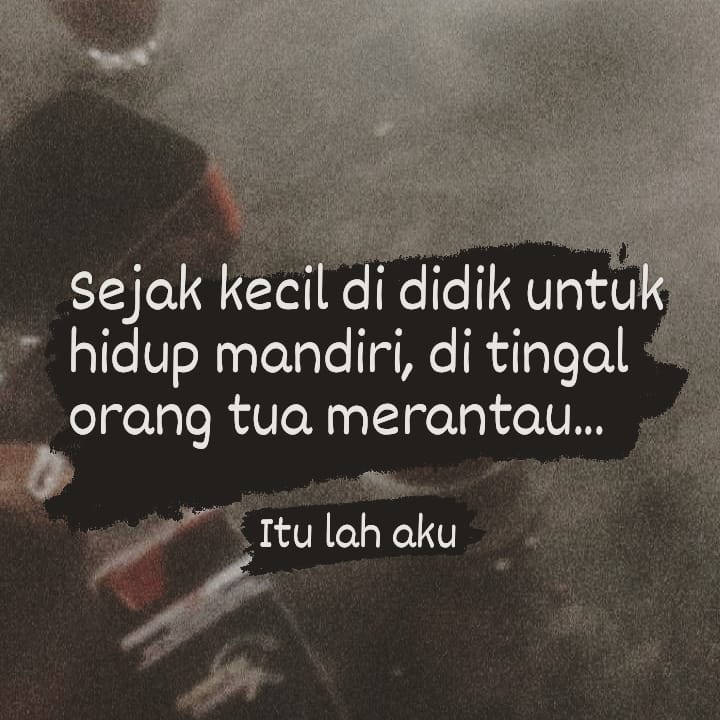 Sejak kecil di didik untuk
hidup mandiri, di tingal
orang tua merantau...
Itu lah aku